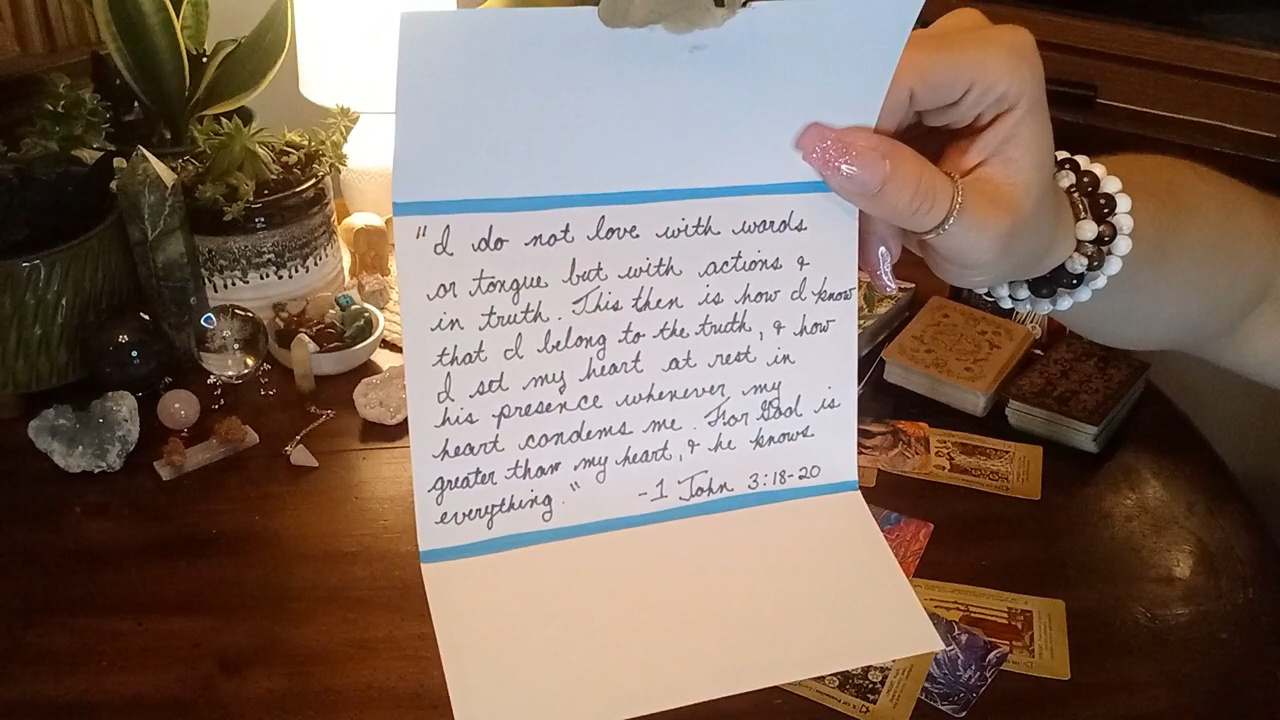 "I do not love with words
or tongue but with actions &
in truth. This then is how I know
that I belong to the truth, & how
I set my heart at rest in
his presence whenever my
heart condems me. For God is
greater than my heart, & he knows
everything."
-1 John 3:18-20